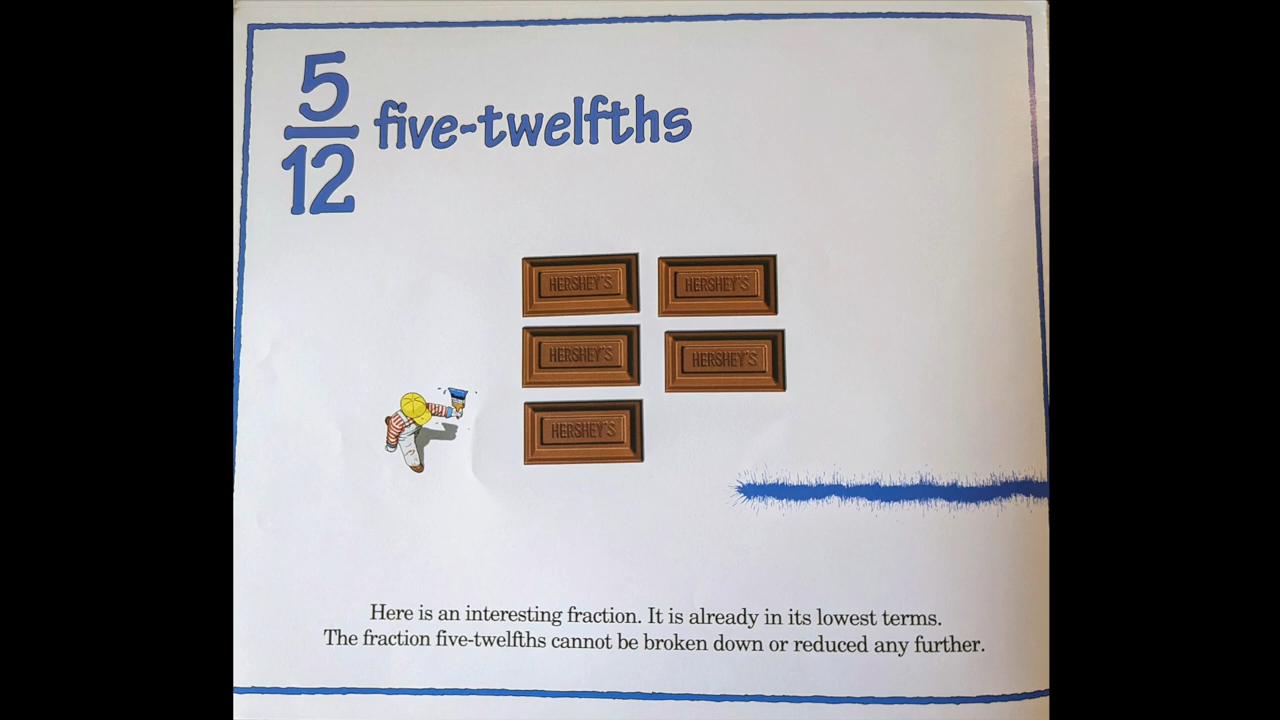 5
12
five-twelfths
HERSHEY'S HERSHEY'S
HERSHEY'S HERSHEY'S
HERSHEY'S
Here is an interesting fraction. It is already in its lowest terms.
The fraction five-twelfths cannot be broken down or reduced any further.